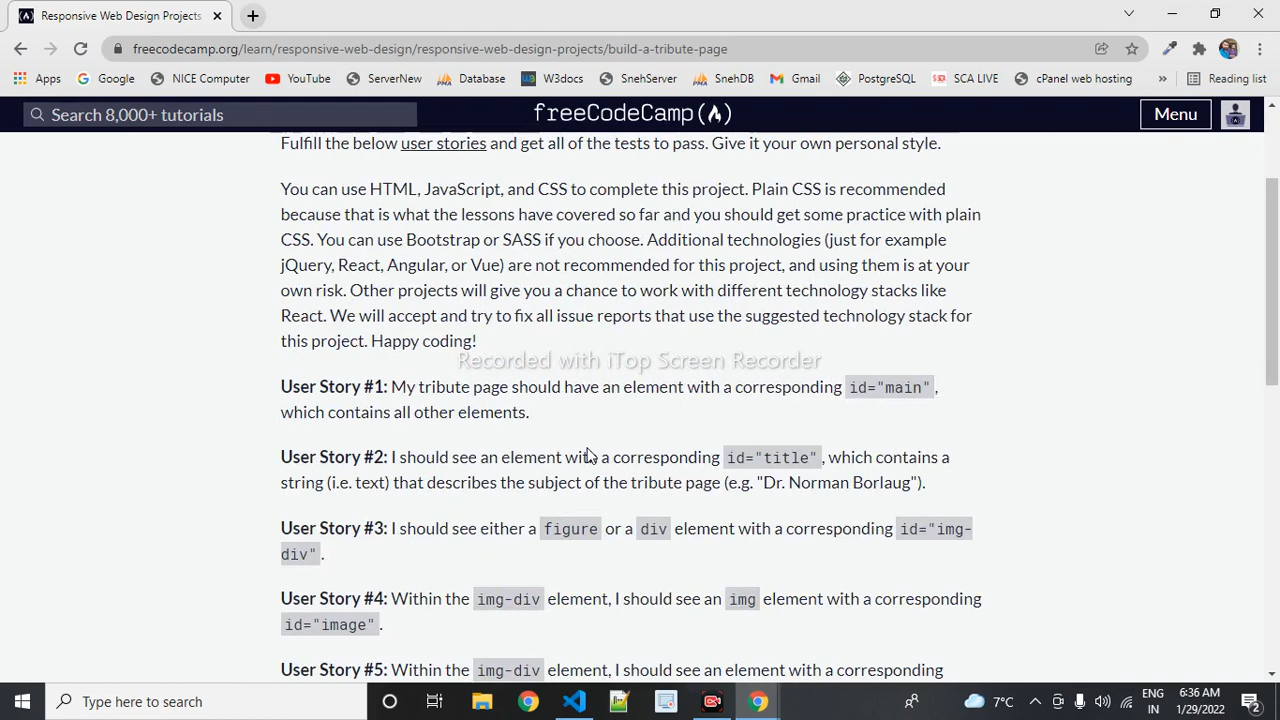 Responsive Web Design Projects
freecodecamp.org/learn/responsive-web-design/responsive-web-design-projects/build-a-tribute-page
Apps Google NICE Computer YouTube ServerNew Database W3docs SnehServer SnehDB Gmail PostgreSQL SCA LIVE cPanel web hosting » Reading list
Search 8,000+ tutorials freeCodeCamp Menu
Fulfill the below user stories and get all of the tests to pass. Give it your own personal style.
You can use HTML, JavaScript, and CSS to complete this project. Plain CSS is recommended
because that is what the lessons have covered so far and you should get some practice with plain
CSS. You can use Bootstrap or SASS if you choose. Additional technologies (just for example
jQuery, React, Angular, or Vue) are not recommended for this project, and using them is at your
own risk. Other projects will give you a chance to work with different technology stacks like
React. We will accept and try to fix all issue reports that use the suggested technology stack for
this project. Happy coding!
Recorded with iTop Screen Recorder
User Story #1: My tribute page should have an element with a corresponding id="main",
which contains all other elements.
User Story #2: I should see an element with a corresponding id="title", which contains a
string (i.e. text) that describes the subject of the tribute page (e.g. "Dr. Norman Borlaug").
User Story #3: I should see either a figure or a div element with a corresponding id="img-
div".
User Story #4: Within the img-div element, I should see an img element with a corresponding
id="image".
User Story #5: Within the img-div element, I should see an element with a corresponding
Type here to search 7°C ENG 6:36 AM
IN 1/29/2022 2